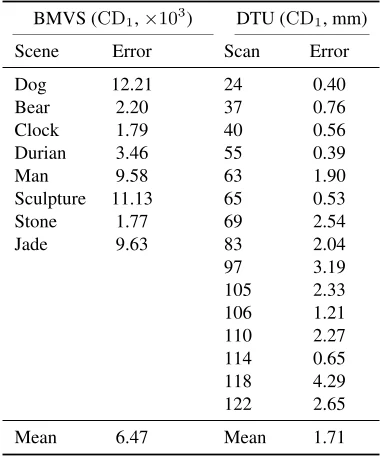 BMVS (CD₁, ×10³) DTU (CD₁, mm)
Scene Error Scan Error
Dog 12.21 24 0.40
Bear 2.20 37 0.76
Clock 1.79 40 0.56
Durian 3.46 55 0.39
Man 9.58 63 1.90
Sculpture 11.13 65 0.53
Stone 1.77 69 2.54
Jade 9.63 83 2.04
97 3.19
105 2.33
106 1.21
110 2.27
114 0.65
118 4.29
122 2.65
Mean 6.47 Mean 1.71